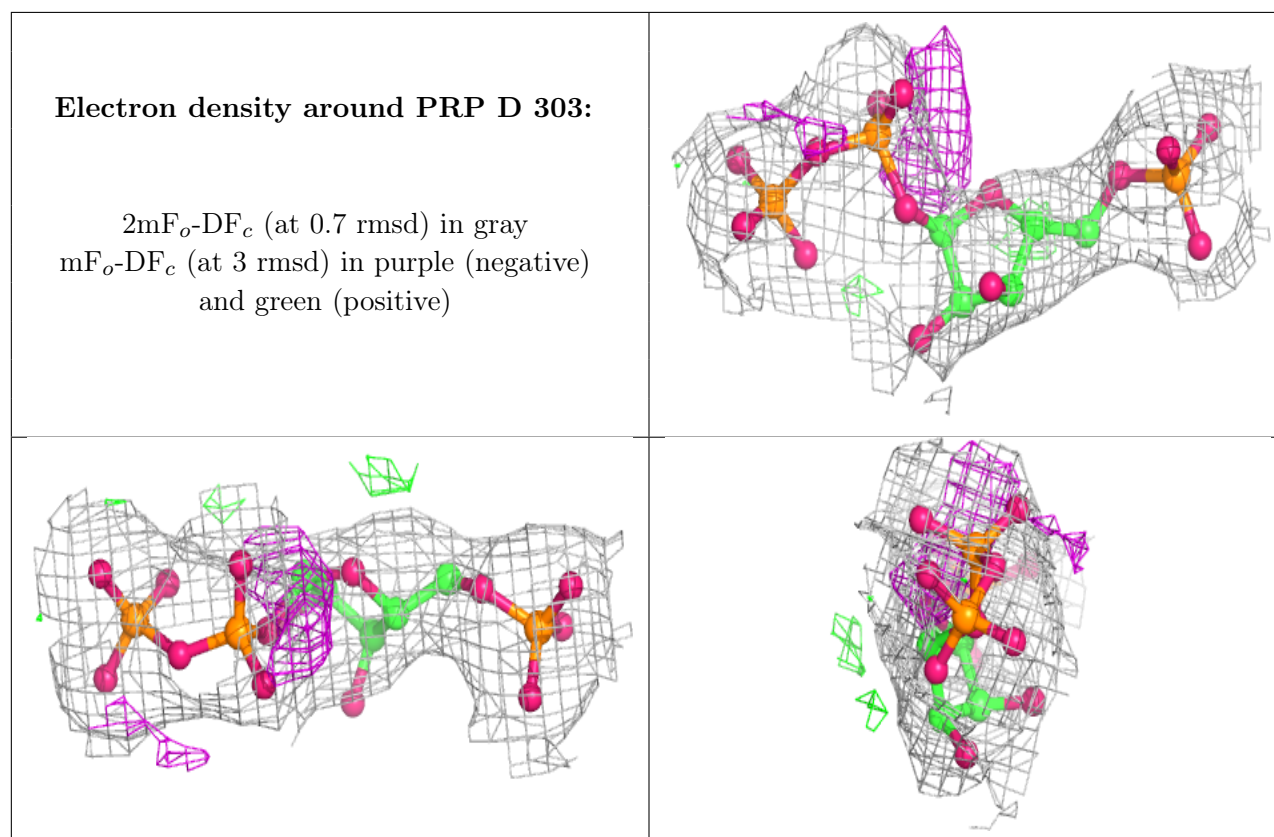 Electron density around PRP D 303:
2mFo-DFc (at 0.7 rmsd) in gray
mFo-DFc (at 3 rmsd) in purple (negative)
and green (positive)